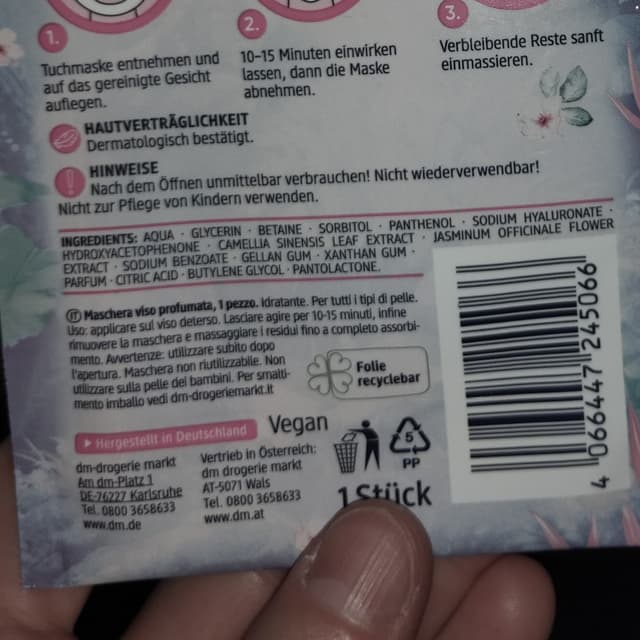 1.
2.
3.
Tuchmaske entnehmen und
auf das gereinigte Gesicht
auflegen.
10-15 Minuten einwirken
lassen, dann die Maske
abnehmen.
Verbleibende Reste sanft
einmassieren.
HAUTVERTRÄGLICHKEIT
Dermatologisch bestätigt.
HINWEISE
Nach dem Öffnen unmittelbar verbrauchen! Nicht wiederverwendbar!
Nicht zur Pflege von Kindern verwenden.
INGREDIENTS: AQUA · GLYCERIN · BETAINE · SORBITOL · PANTHENOL · SODIUM HYALURONATE ·
HYDROXYACETOPHENONE · CAMELLIA SINENSIS LEAF EXTRACT · JASMINUM OFFICINALE FLOWER
EXTRACT · SODIUM BENZOATE · GELLAN GUM · XANTHAN GUM ·
PARFUM · CITRIC ACID · BUTYLENE GLYCOL · PANTOLACTONE.
IT Maschera viso profumata, 1 pezzo. Idratante. Per tutti i tipi di pelle.
Uso: applicare sul viso deterso. Lasciare agire per 10-15 minuti, infine
rimuovere la maschera e massaggiare i residui fino a completo assorbi-
mento. Avvertenze: utilizzare subito dopo
l'apertura. Maschera non riutilizzabile. Non
utilizzare sulla pelle dei bambini. Per smalti-
mento imballo vedi dm-drogeriemarkt.it
Folie
recyclebar
Hergestellt in Deutschland
Vegan
dm-drogerie markt
Am dm-Platz 1
DE-76227 Karlsruhe
Tel. 0800 3658633
www.dm.de
Vertrieb in Österreich:
dm drogerie markt
AT-5071 Wals
Tel. 0800 3658633
www.dm.at
5
PP
1 Stück
4 066447 245066